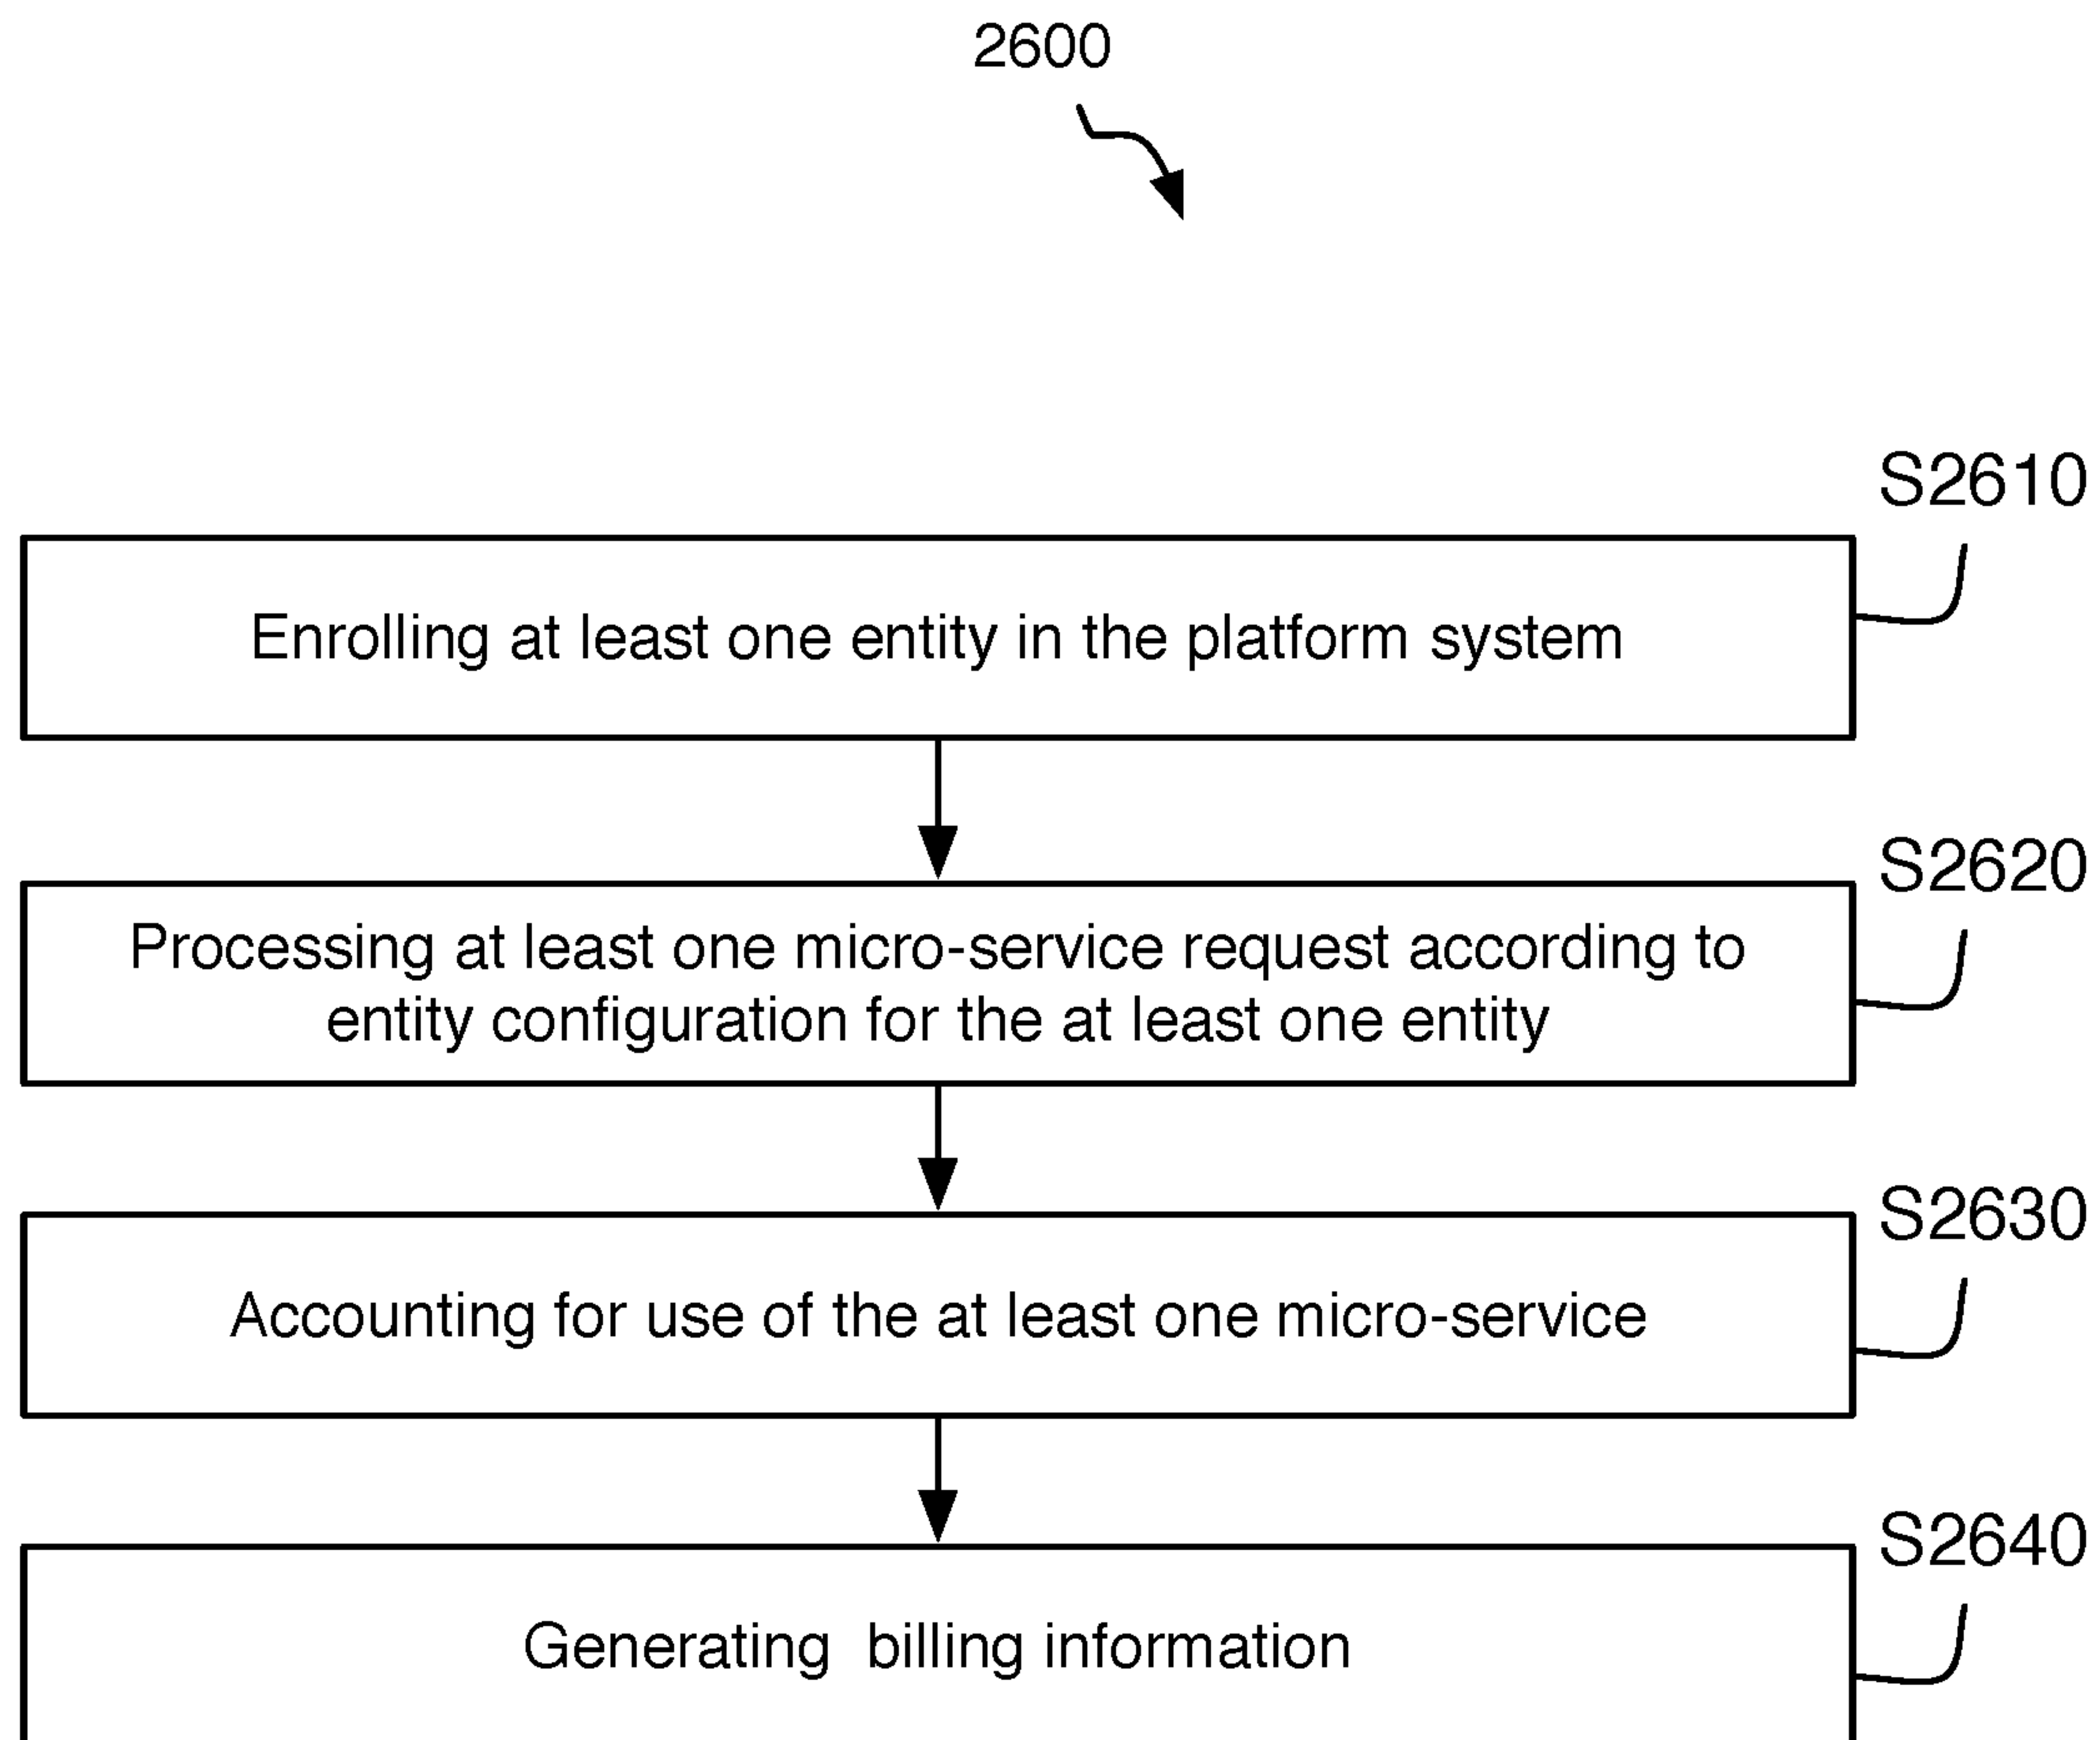 2600
S2610
Enrolling at least one entity in the platform system
S2620
Processing at least one micro-service request according to
entity configuration for the at least one entity
S2630
Accounting for use of the at least one micro-service
S2640
Generating billing information